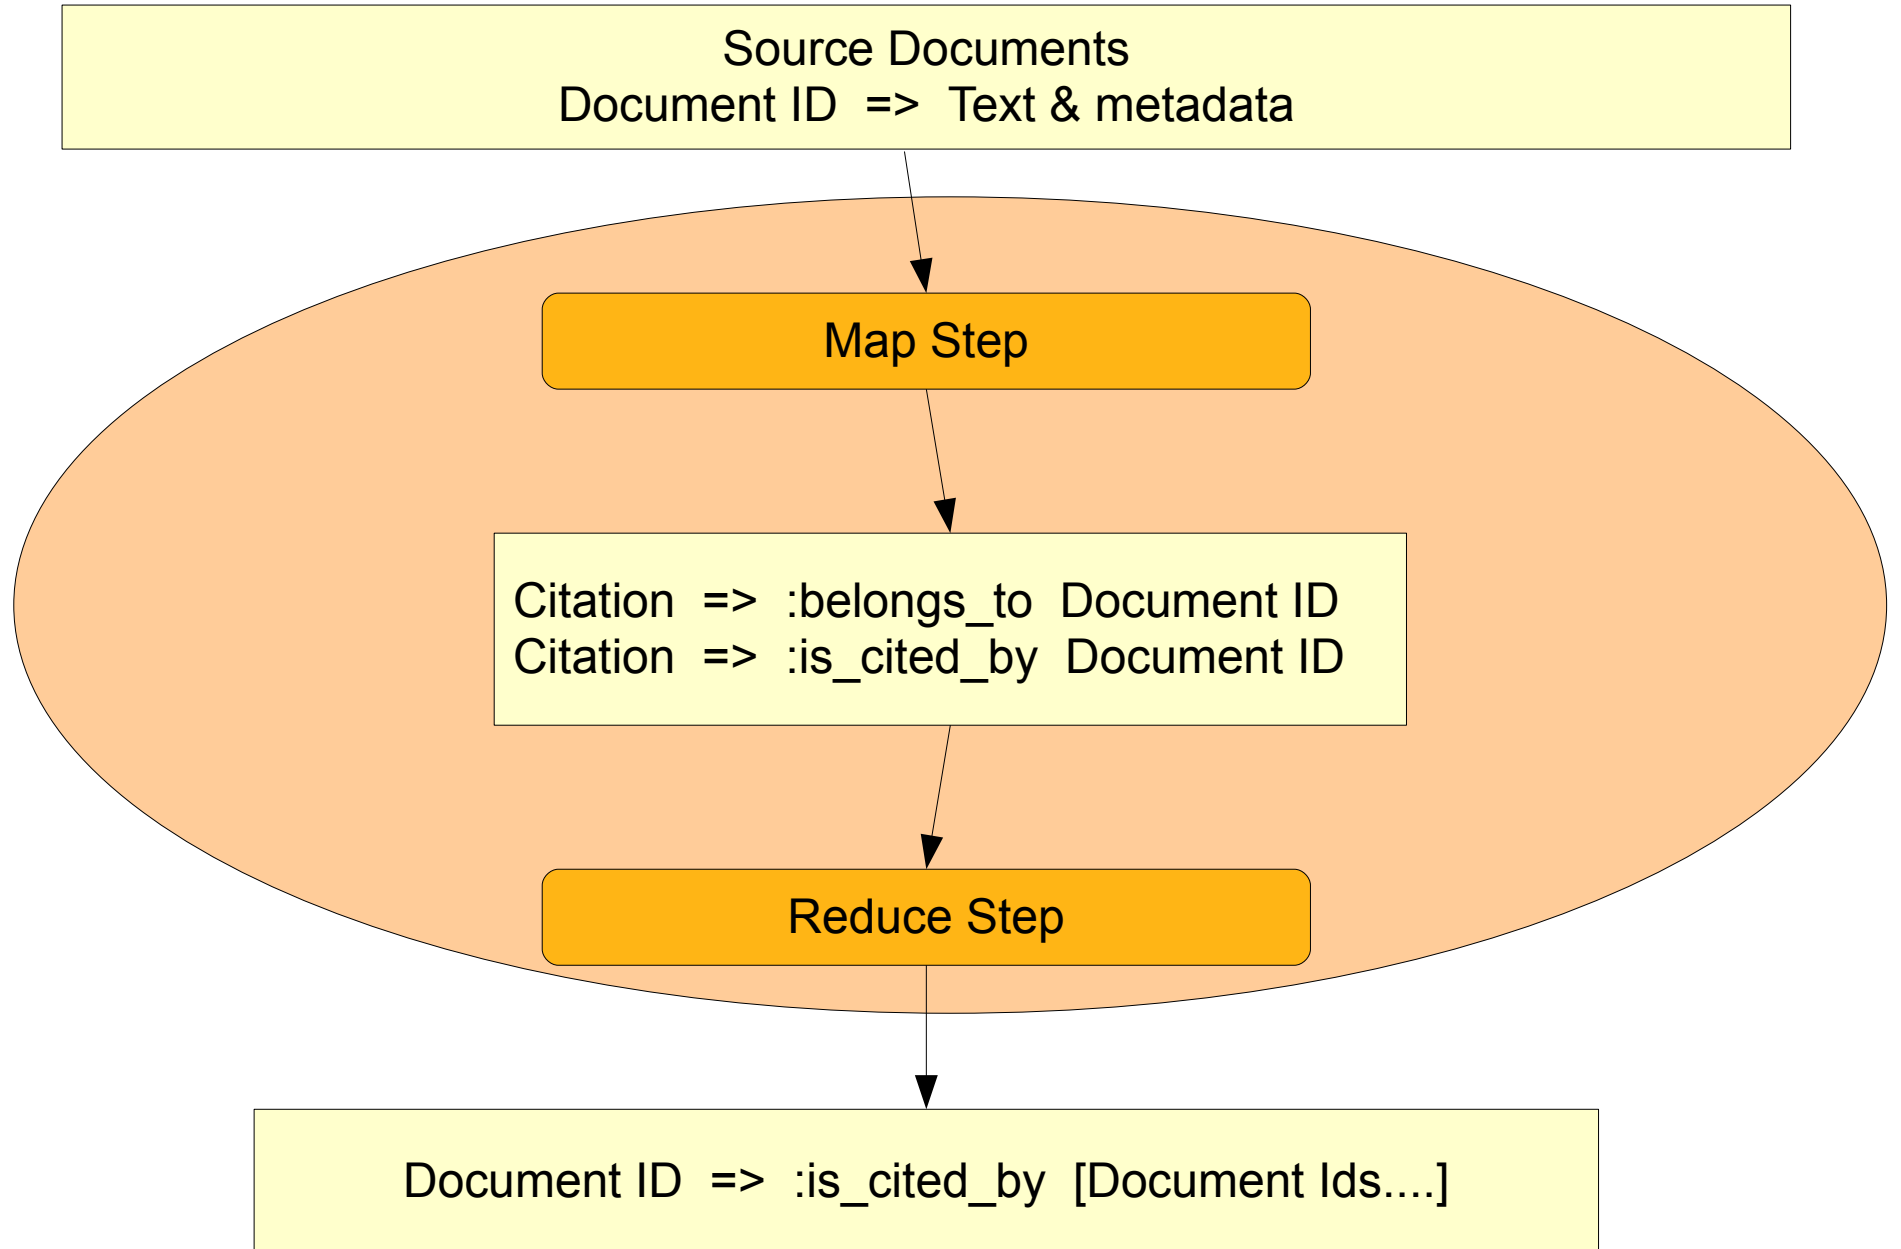 Source Documents
Document ID => Text & metadata
Map Step
Citation => :belongs_to Document ID
Citation => :is_cited_by Document ID
Reduce Step
Document ID => :is_cited_by [Document Ids....]